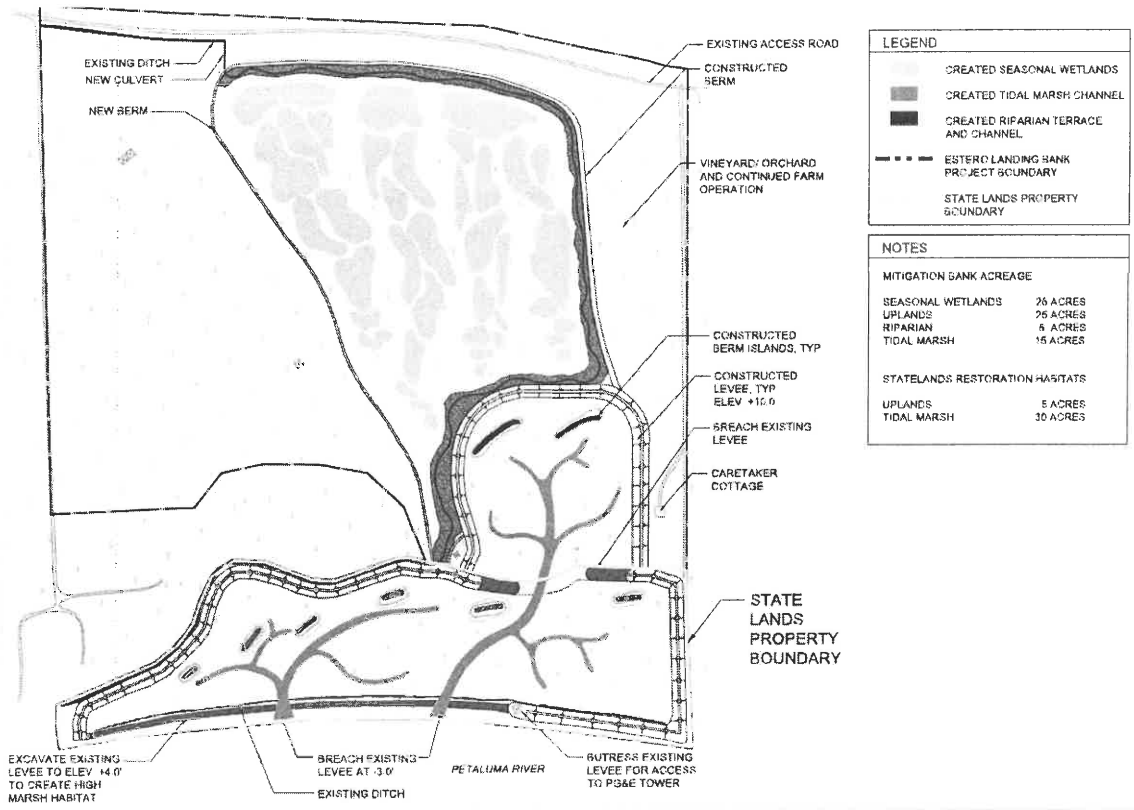 EXISTING DITCH
NEW CULVERT
NEW BERM
EXISTING ACCESS ROAD
CONSTRUCTED
BERM
VINEYARD/ ORCHARD
AND CONTINUED FARM
OPERATION
CONSTRUCTED
BERM ISLANDS, TYP
CONSTRUCTED
LEVEE, TYP
ELEV +10.0
BREACH EXISTING
LEVEE
CARETAKER
COTTAGE
STATE
LANDS
PROPERTY
BOUNDARY
EXCAVATE EXISTING
LEVEE TO ELEV +4.0'
TO CREATE HIGH
MARSH HABITAT
BREACH EXISTING
LEVEE AT -3.0'
EXISTING DITCH
PETALUMA RIVER
BUTRESS EXISTING
LEVEE FOR ACCESS
TO PG&E TOWER
LEGEND
CREATED SEASONAL WETLANDS
CREATED TIDAL MARSH CHANNEL
CREATED RIPARIAN TERRACE
AND CHANNEL
ESTERO LANDING BANK
PROJECT BOUNDARY
STATE LANDS PROPERTY
BOUNDARY
NOTES
MITIGATION BANK ACREAGE
SEASONAL WETLANDS ACRES
UPLANDS 25 ACRES
RIPARIAN ACRES
TIDAL MARSH 15 ACRES
STATELANDS RESTORATION HABITATS
UPLANDS 5 ACRES
TIDAL MARSH 30 ACRES